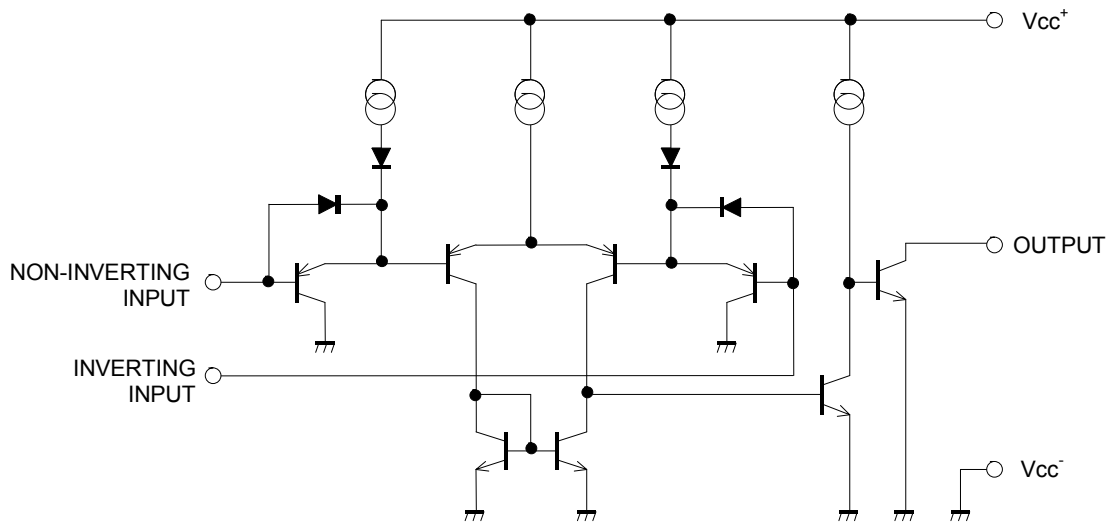 Vcc+
NON-INVERTING
INPUT
OUTPUT
INVERTING
INPUT
Vcc-